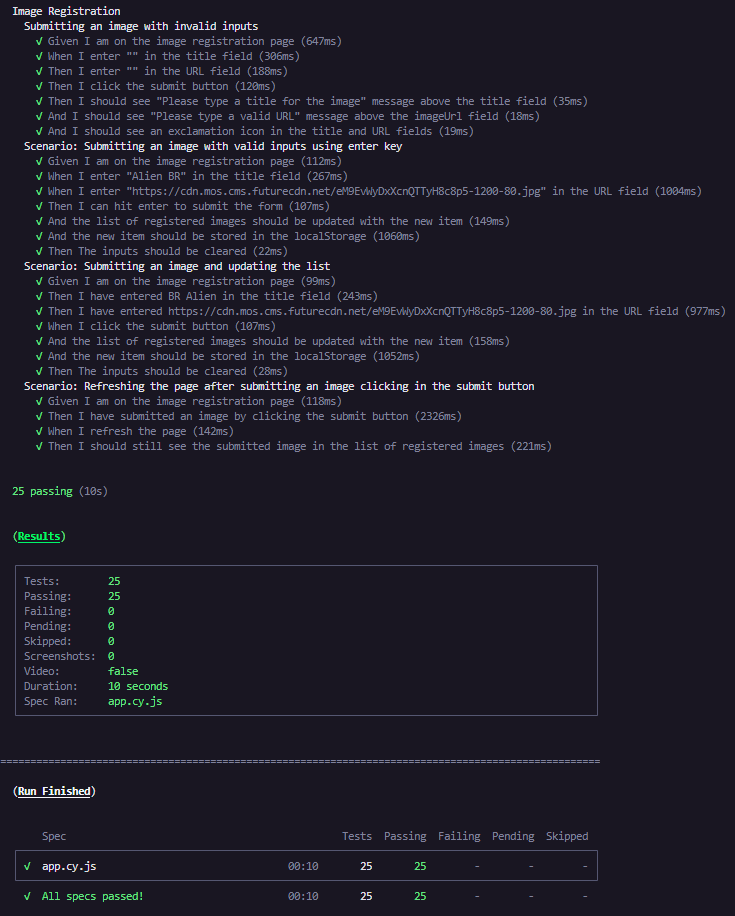 Image Registration
Submitting an image with invalid inputs
√ Given I am on the image registration page (647ms)
√ When I enter "" in the title field (306ms)
√ Then I enter "" in the URL field (188ms)
√ Then I click the submit button (120ms)
√ Then I should see "Please type a title for the image" message above the title field (35ms)
√ And I should see "Please type a valid URL" message above the imageUrl field (18ms)
√ And I should see an exclamation icon in the title and URL fields (19ms)
Scenario: Submitting an image with valid inputs using enter key
√ Given I am on the image registration page (112ms)
√ When I enter "Alien BR" in the title field (267ms)
√ When I enter "https://cdn.mos.cms.futurecdn.net/eM9EvWyDxXcnQTTyH8c8p5-1200-80.jpg" in the URL field (1004ms)
√ Then I can hit enter to submit the form (107ms)
√ And the list of registered images should be updated with the new item (149ms)
√ And the new item should be stored in the localStorage (1060ms)
√ Then The inputs should be cleared (22ms)
Scenario: Submitting an image and updating the list
√ Given I am on the image registration page (99ms)
√ Then I have entered BR Alien in the title field (243ms)
√ Then I have entered https://cdn.mos.cms.futurecdn.net/eM9EvWyDxXcnQTTyH8c8p5-1200-80.jpg in the URL field (977ms)
√ When I click the submit button (107ms)
√ And the list of registered images should be updated with the new item (158ms)
√ And the new item should be stored in the localStorage (1052ms)
√ Then The inputs should be cleared (28ms)
Scenario: Refreshing the page after submitting an image clicking in the submit button
√ Given I am on the image registration page (118ms)
√ Then I have submitted an image by clicking the submit button (2326ms)
√ When I refresh the page (142ms)
√ Then I should still see the submitted image in the list of registered images (221ms)
25 passing (10s)
(Results)
Tests: 25
Passing: 25
Failing: 0
Pending: 0
Skipped: 0
Screenshots: 0
Video: false
Duration: 10 seconds
Spec Ran: app.cy.js
====================================================================================================
(Run Finished)
Spec Tests Passing Failing Pending Skipped
√ app.cy.js 00:10 25 25 - - -
√ All specs passed! 00:10 25 25 - - -